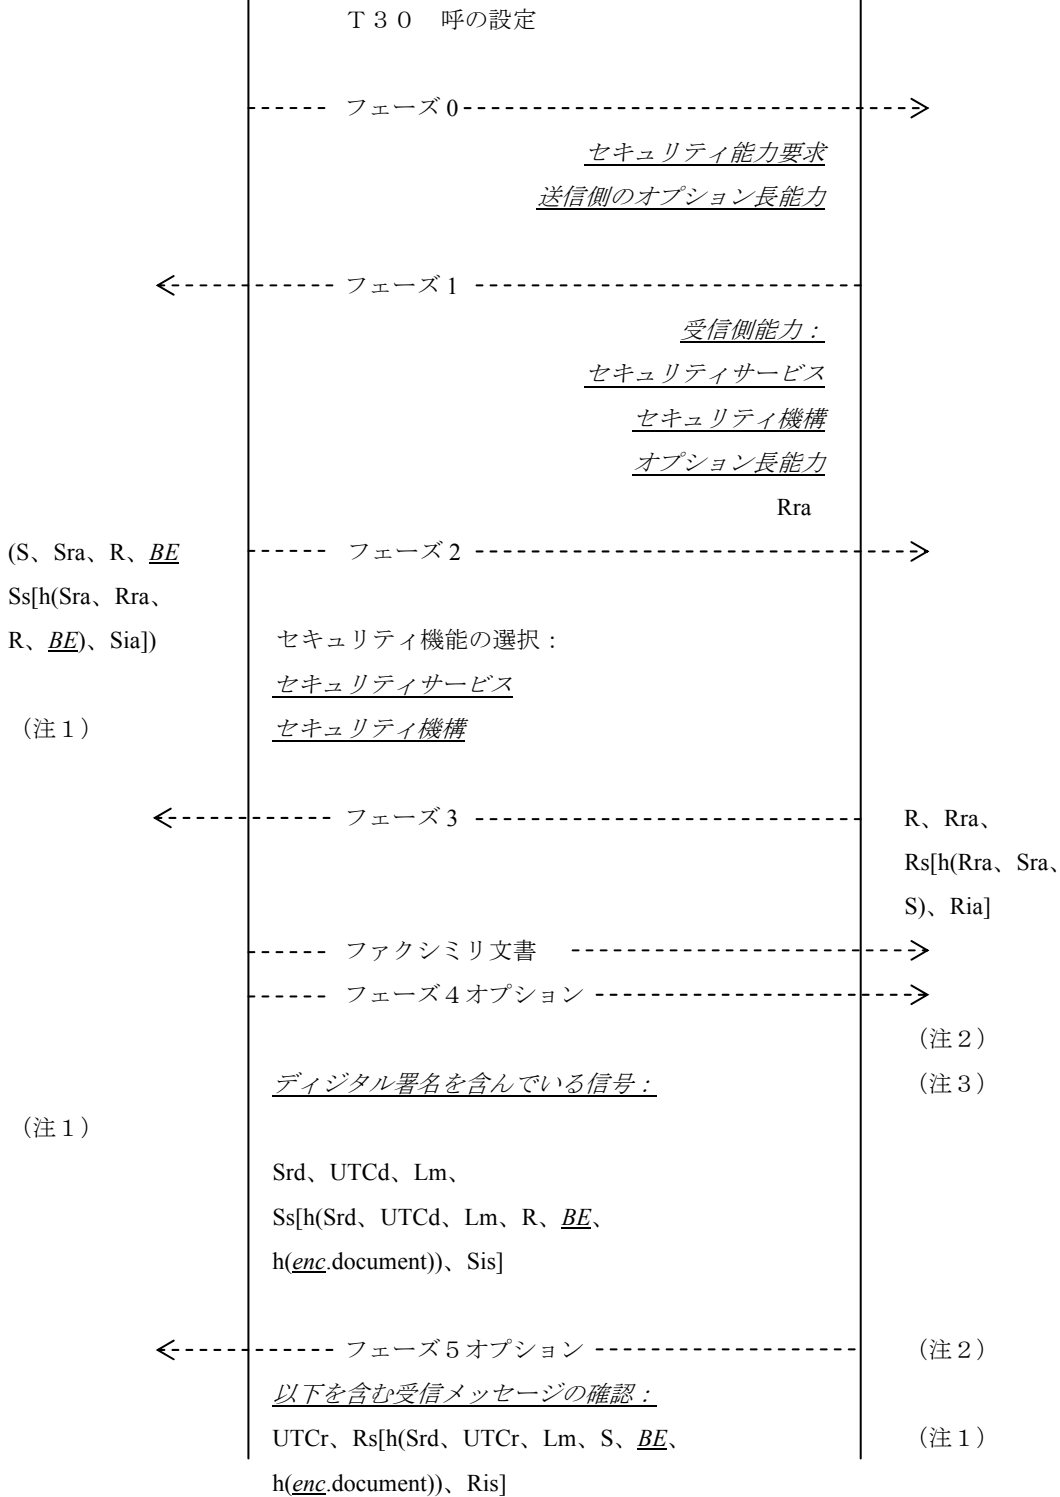 T30 呼の設定
フェーズ 0
セキュリティ能力要求
送信側のオプション長能力
フェーズ 1
受信側能力:
セキュリティサービス
セキュリティ機構
オプション長能力
Rra
(S、Sra、R、BE
フェーズ 2
Ss[h(Sra、Rra、
R、BE)、Sia])
セキュリティ機能の選択:
セキュリティサービス
(注1)
セキュリティ機構
フェーズ 3
R、Rra、
Rs[h(Rra、Sra、
S)、Ria]
ファクシミリ文書
フェーズ4オプション
(注2)
ディジタル署名を含んでいる信号:
(注3)
(注1)
Srd、UTCd、Lm、
Ss[h(Srd、UTCd、Lm、R、BE、
h(enc.document))、Sis]
フェーズ5オプション
(注2)
以下を含む受信メッセージの確認:
UTCr、Rs[h(Srd、UTCr、Lm、S、BE、
(注1)
h(enc.document))、Ris]